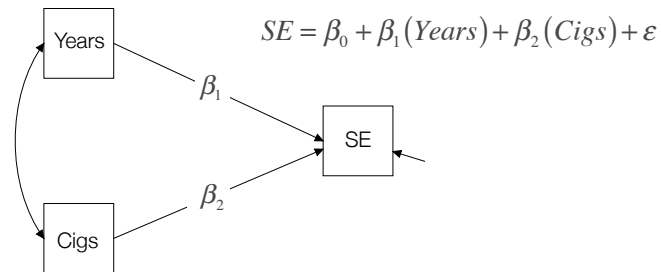 Years
SE = β₀ + β₁(Years) + β₂(Cigs) + ε
β₁
SE
β₂
Cigs